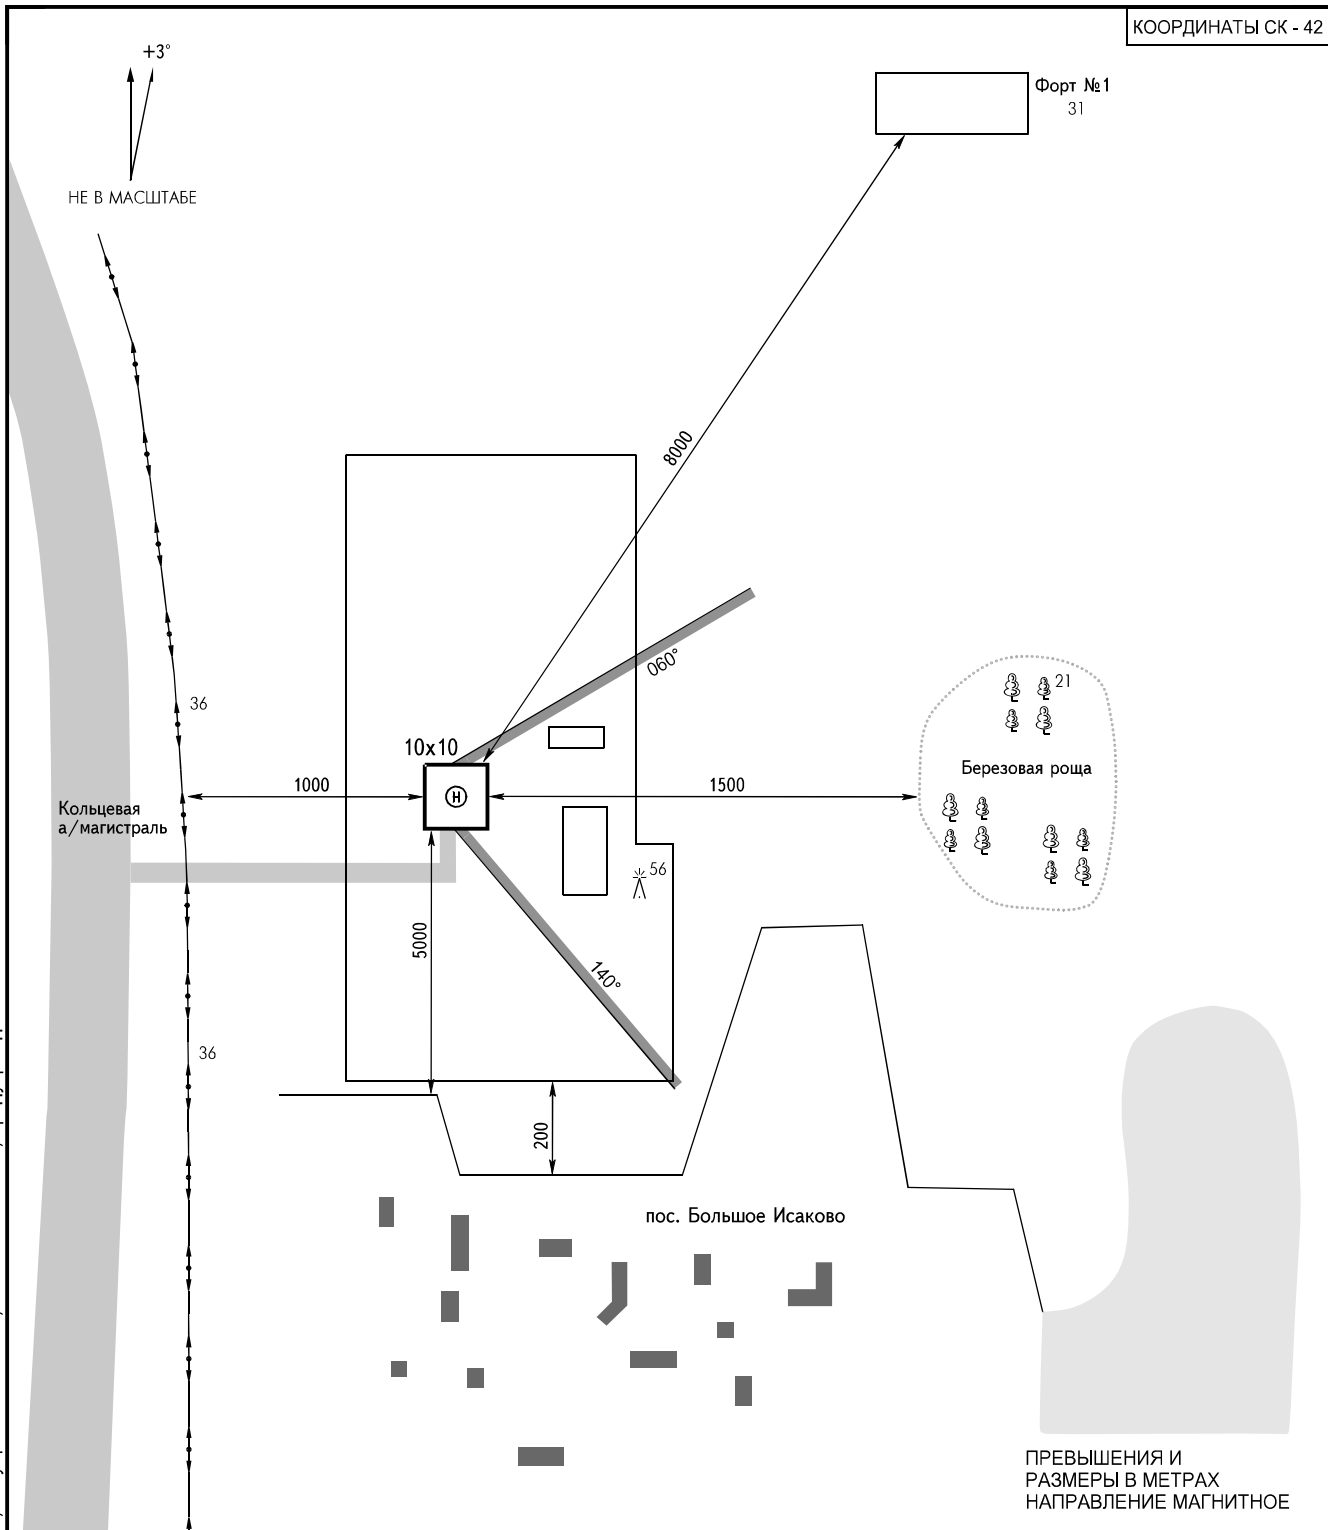 КООРДИНАТЫ СК - 42
+3°
НЕ В МАСШТАБЕ
Форт №1
31
8000
060°
36
10x10
1000
H
1500
21
Березовая роща
Кольцевая
а/магистраль
56
5000
140°
36
200
пос. Большое Исаково
ПРЕВЫШЕНИЯ И
РАЗМЕРЫ В МЕТРАХ
НАПРАВЛЕНИЕ МАГНИТНОЕ